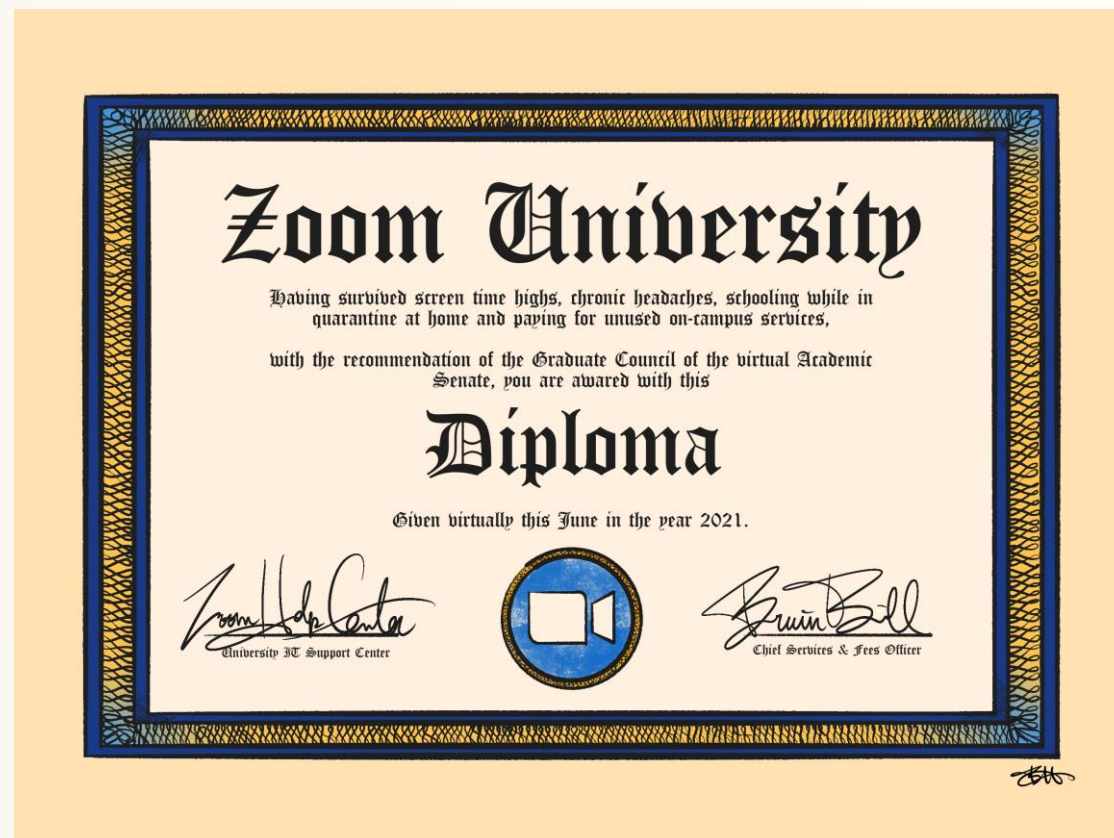 Zoom University
Having survived screen time highs, chronic headaches, schooling while in
quarantine at home and paying for unused on-campus services,
with the recommendation of the Graduate Council of the virtual Academic
Senate, you are awared with this
Diploma
Given virtually this June in the year 2021.
Zoom Help Center
University IT Support Center
Bruin Bill
Chief Services & Fees Officer